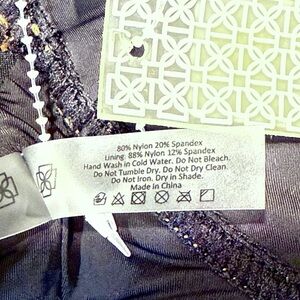 80% Nylon 20% Spandex
Lining: 88% Nylon 12% Spandex
Hand Wash in Cold Water. Do Not Bleach.
Do Not Tumble Dry. Do Not Dry Clean.
Do Not Iron. Dry in Shade.
Made in China